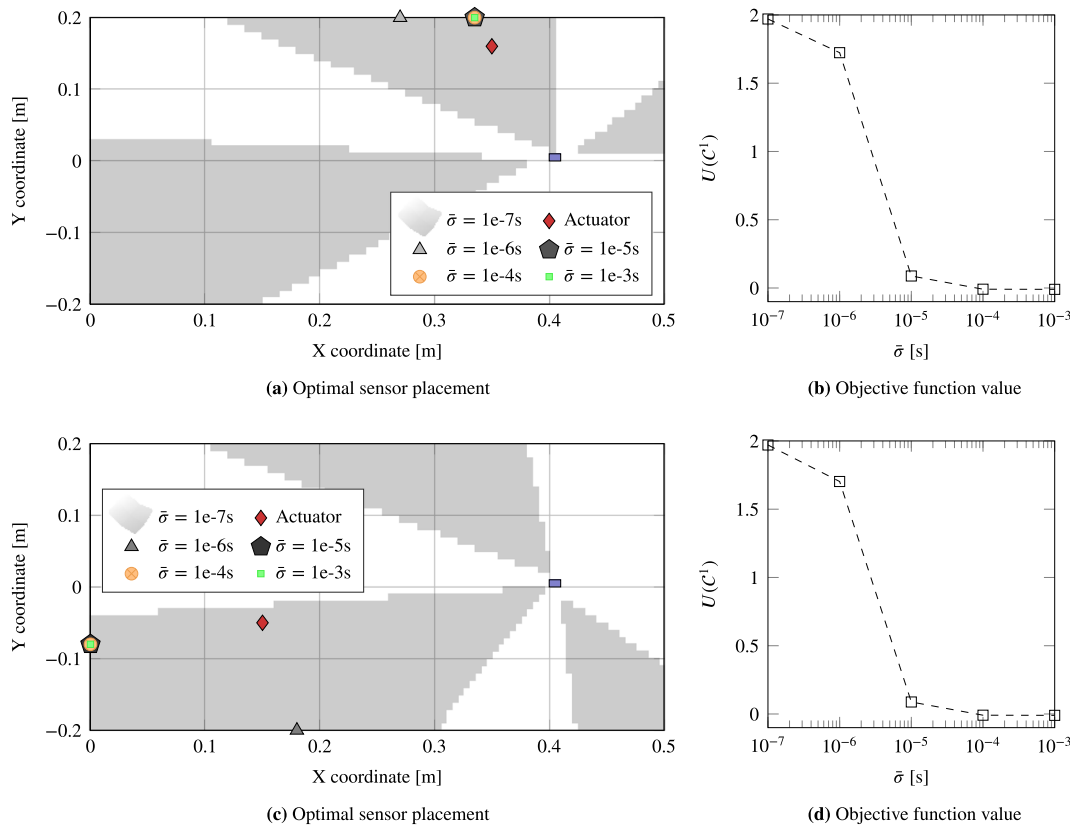 0.2
0.1
0
−0.1
−0.2
Y coordinate [m]
σ̄ = 1e-7s Actuator
σ̄ = 1e-6s σ̄ = 1e-5s
σ̄ = 1e-4s σ̄ = 1e-3s
0 0.1 0.2 0.3 0.4 0.5
X coordinate [m]
(a) Optimal sensor placement
2
1.5
1
0.5
0
U(𝒞¹)
10⁻⁷ 10⁻⁶ 10⁻⁵ 10⁻⁴ 10⁻³
σ̄ [s]
(b) Objective function value
0.2
0.1
0
−0.1
−0.2
Y coordinate [m]
σ̄ = 1e-7s Actuator
σ̄ = 1e-6s σ̄ = 1e-5s
σ̄ = 1e-4s σ̄ = 1e-3s
0 0.1 0.2 0.3 0.4 0.5
X coordinate [m]
(c) Optimal sensor placement
2
1.5
1
0.5
0
U(𝒞¹)
10⁻⁷ 10⁻⁶ 10⁻⁵ 10⁻⁴ 10⁻³
σ̄ [s]
(d) Objective function value